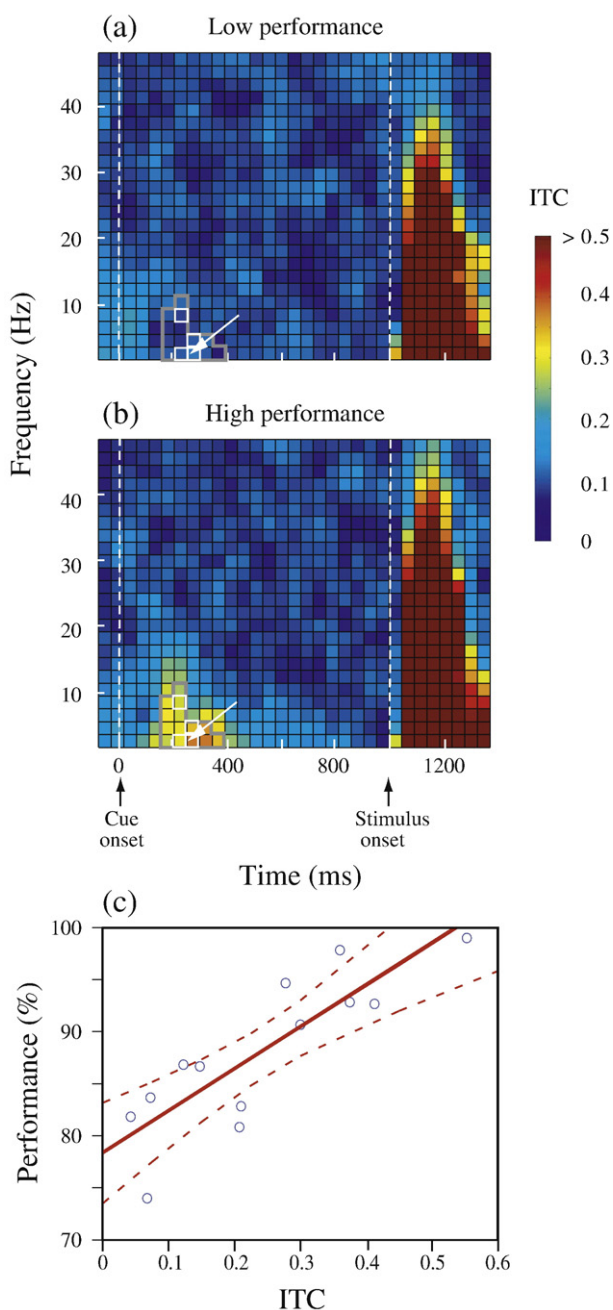 (a) Low performance
40
30
20
10
ITC
> 0.5
0.4
0.3
0.2
0.1
0
Frequency (Hz)
(b) High performance
40
30
20
10
0 400 800 1200
Cue onset
Stimulus onset
Time (ms)
(c)
100
90
80
70
Performance (%)
0 0.1 0.2 0.3 0.4 0.5 0.6
ITC